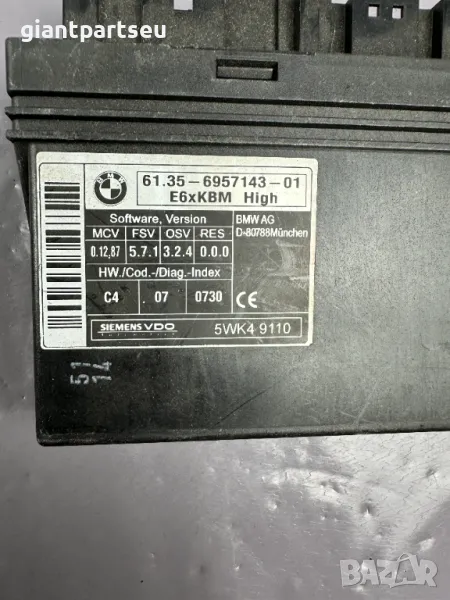 giantpartseu
BMW
61.35-6957143-01
E6xKBM High
Software, Version
BMW AG
D-80788München
MCV FSV OSV RES
0.12.87 5.7.1 3.2.4 0.0.0
HW./Cod.-/Diag.-Index
C4 . 07 0730 CE
SIEMENS VDO 5WK4 9110
BAZAR